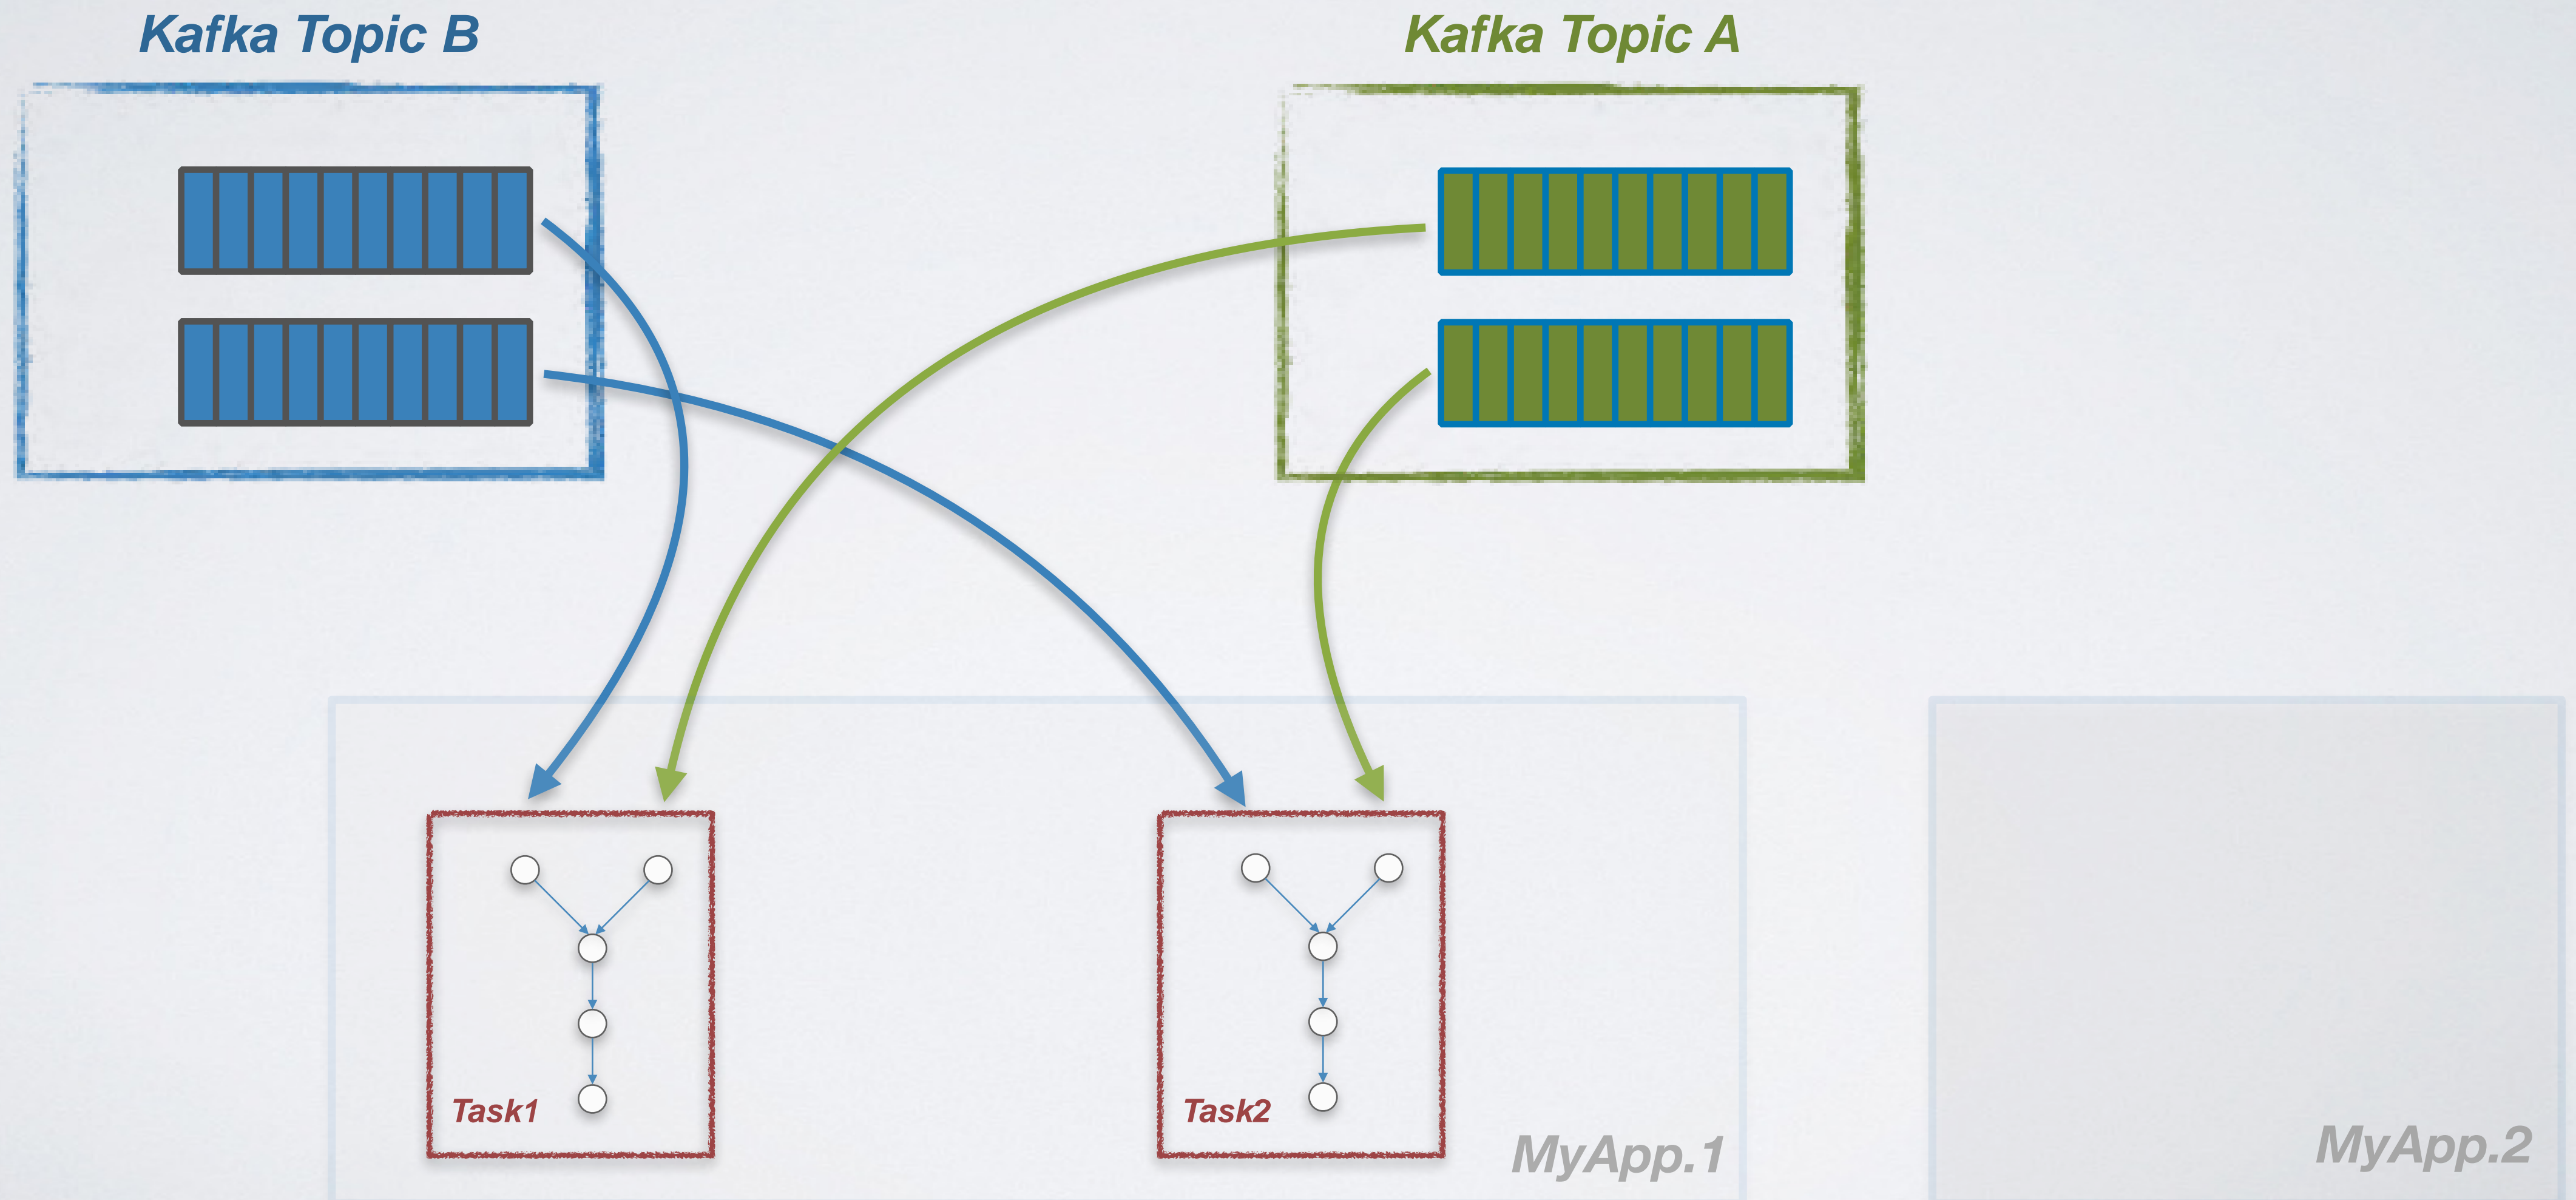 Kafka Topic B
Kafka Topic A
Task1
Task2
MyApp.1
MyApp.2